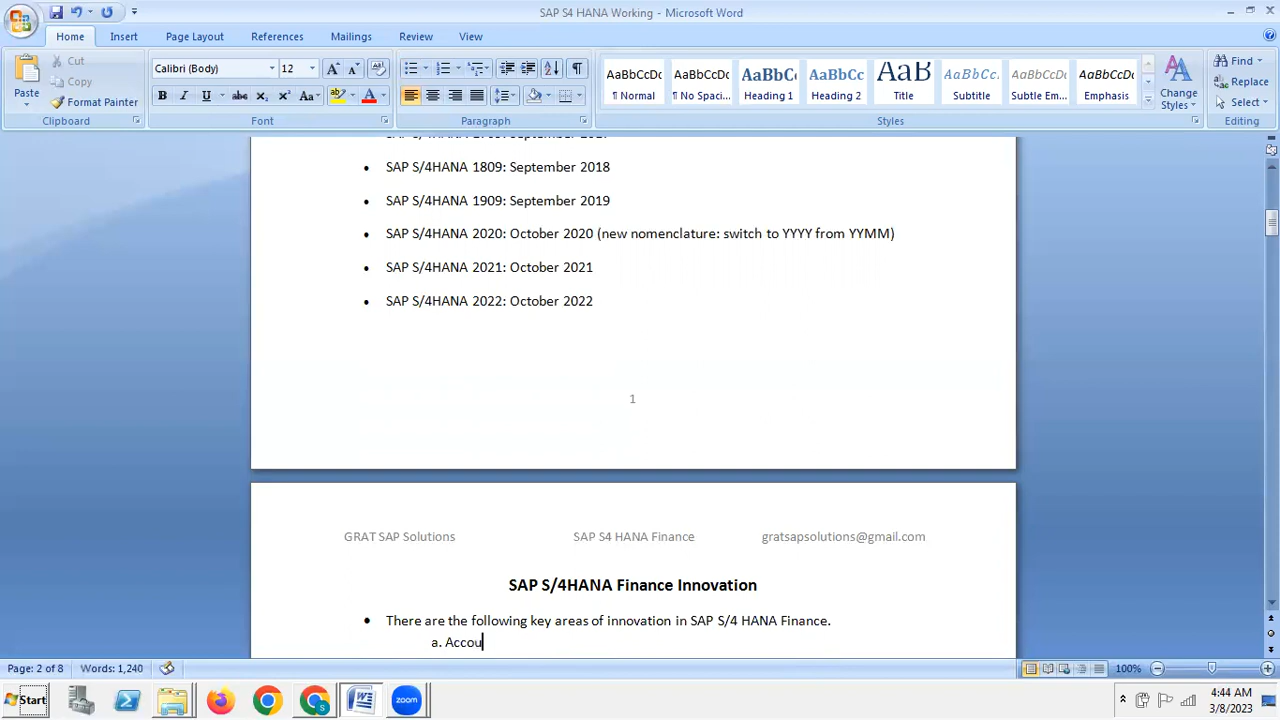 SAP S4 HANA Working - Microsoft Word
Home Insert Page Layout References Mailings Review View
Paste
Cut
Copy
Format Painter
Clipboard
Calibri (Body) 12
Font
Paragraph
AaBbCcDc AaBbCcDc AaBbCc AaBbCc AaB AaBbCc. AaBbCcDc AaBbCcDc
¶ Normal ¶ No Spaci... Heading 1 Heading 2 Title Subtitle Subtle Em... Emphasis
Styles
Change Styles
Find
Replace
Select
Editing
• SAP S/4HANA 1809: September 2018
• SAP S/4HANA 1909: September 2019
• SAP S/4HANA 2020: October 2020 (new nomenclature: switch to YYYY from YYMM)
• SAP S/4HANA 2021: October 2021
• SAP S/4HANA 2022: October 2022
1
GRAT SAP Solutions SAP S4 HANA Finance gratsapsolutions@gmail.com
SAP S/4HANA Finance Innovation
• There are the following key areas of innovation in SAP S/4 HANA Finance.
a. Accou
Page: 2 of 8 Words: 1,240 100%
Start zoom 4:44 AM
3/8/2023